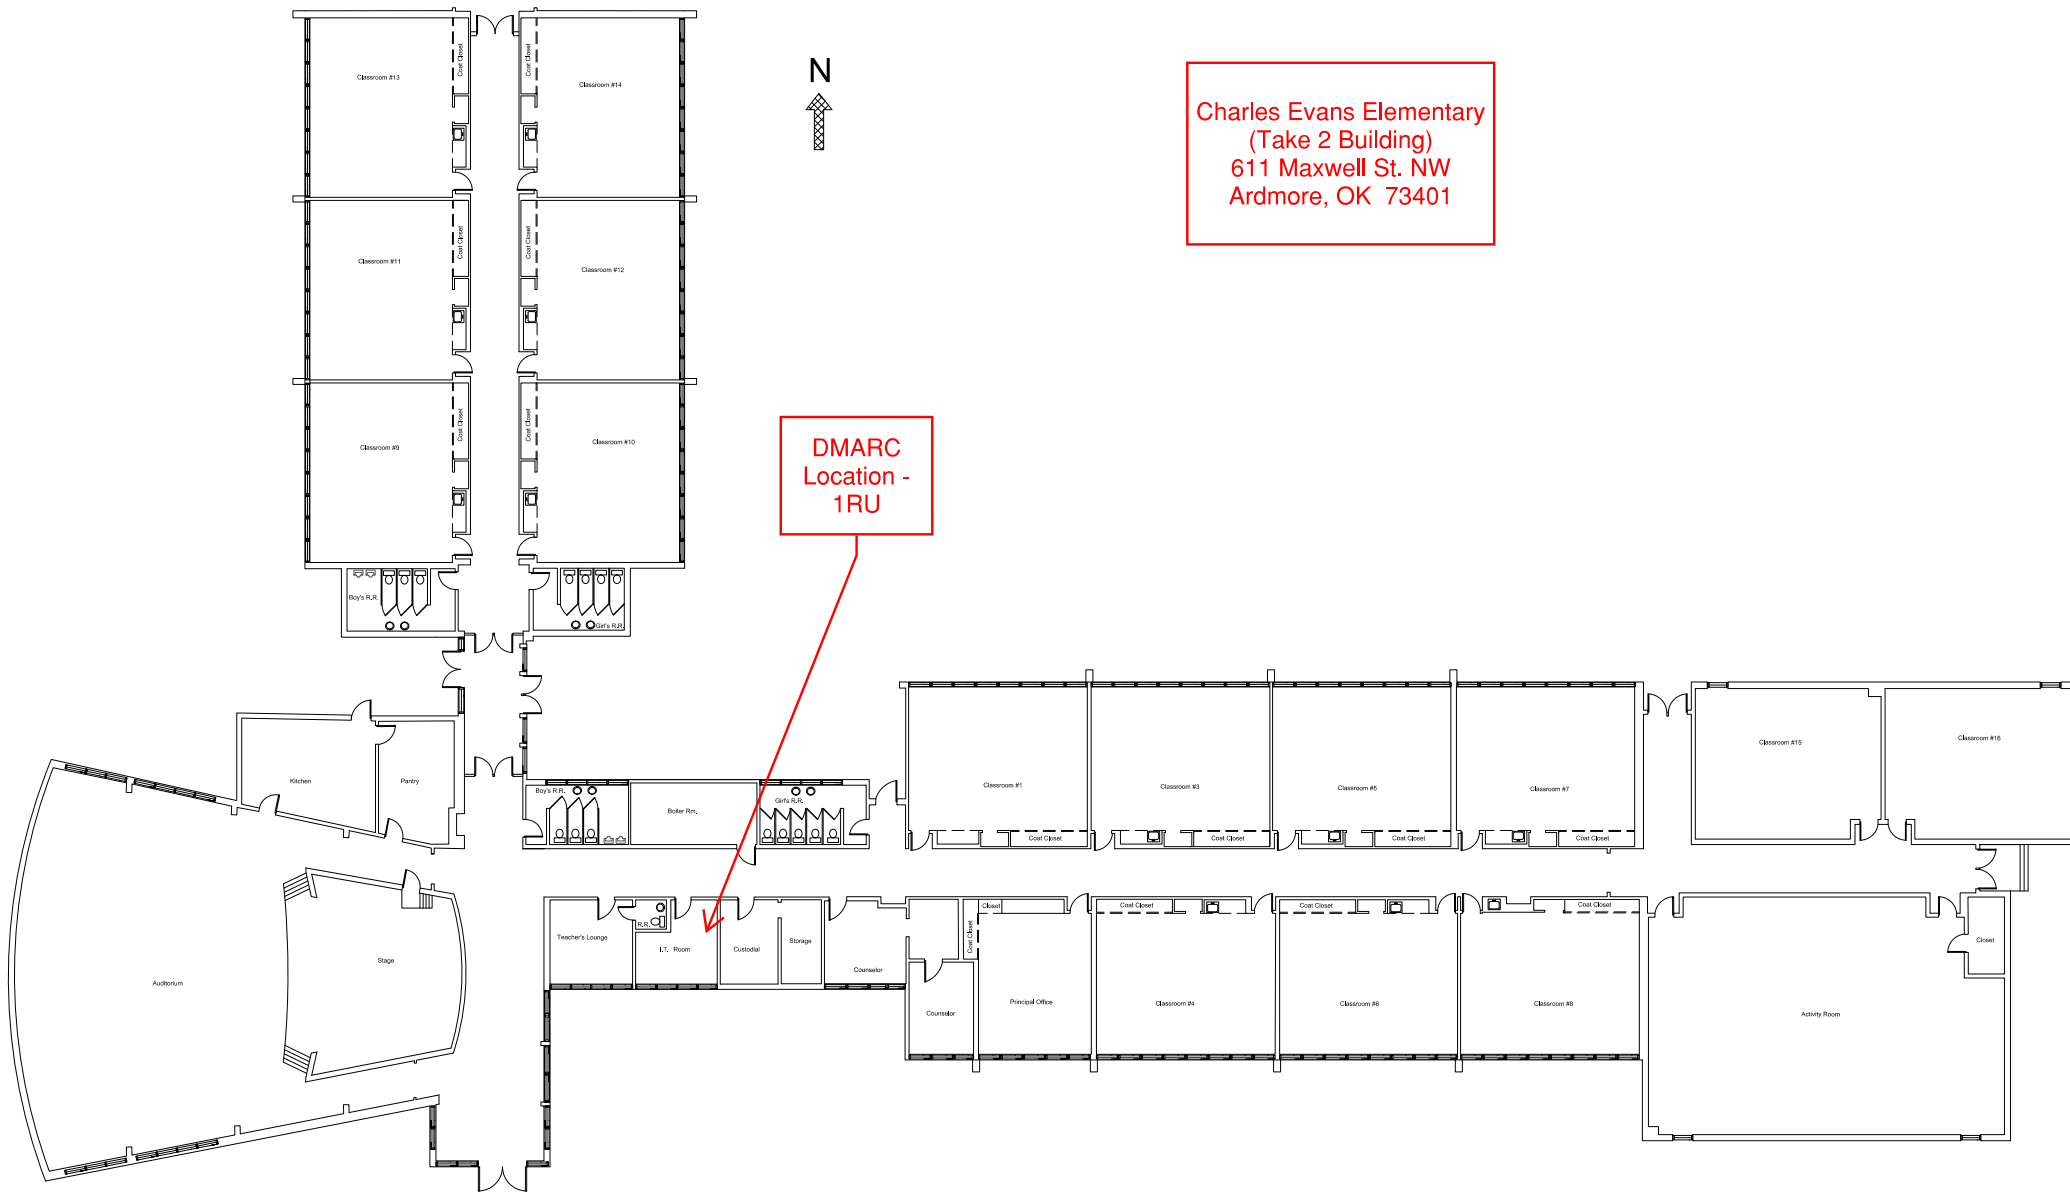 N
Charles Evans Elementary
(Take 2 Building)
611 Maxwell St. NW
Ardmore, OK 73401
Classroom #13
Coat Closet
Coat Closet
Classroom #14
Classroom #11
Coat Closet
Coat Closet
Classroom #12
Classroom #9
Coat Closet
Coat Closet
Classroom #10
DMARC
Location -
1RU
Boy's R.R.
Girl's R.R.
Kitchen
Pantry
Boy's R.R.
Boiler Rm.
Girl's R.R.
Classroom #1
Coat Closet
Classroom #3
Coat Closet
Classroom #5
Coat Closet
Classroom #7
Coat Closet
Classroom #15
Classroom #16
Auditorium
Stage
Teacher's Lounge
R.R.
I.T. Room
Custodial
Storage
Counselor
Counselor
Coat Closet
Closet
Principal Office
Coat Closet
Classroom #4
Coat Closet
Classroom #6
Coat Closet
Classroom #8
Activity Room
Closet